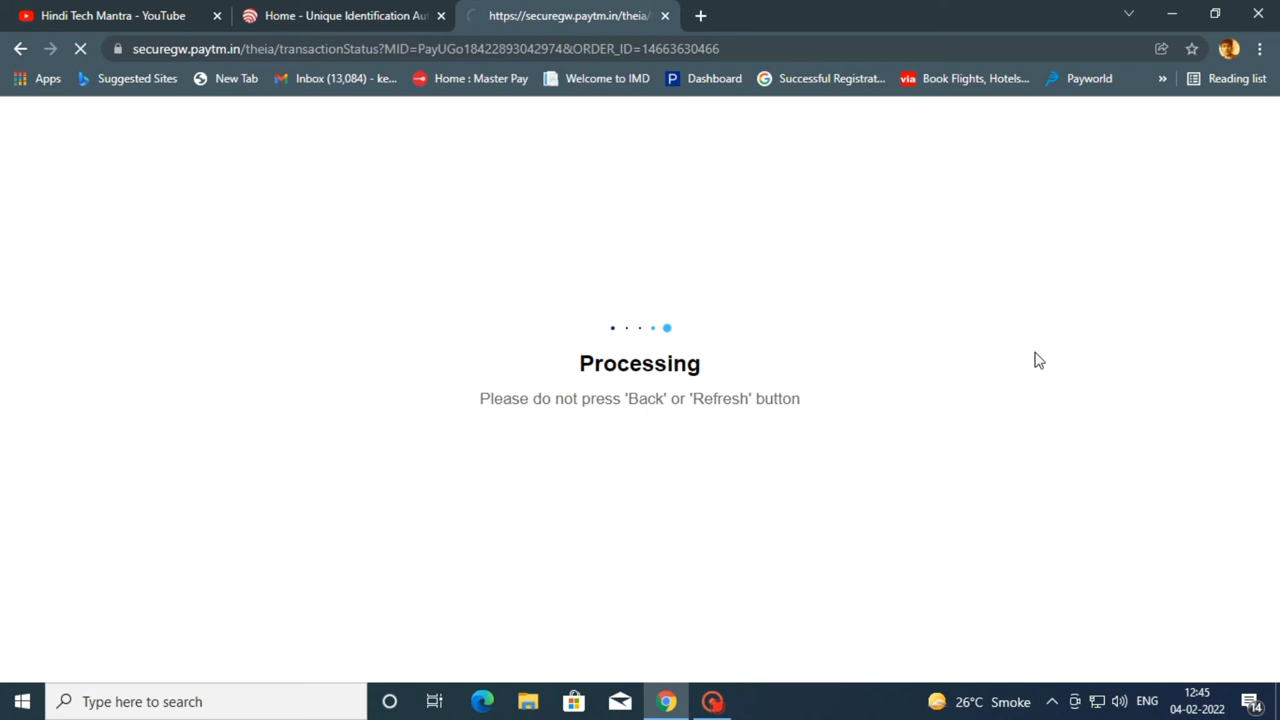 Hindi Tech Mantra - YouTube
Home - Unique Identification Au
https://securegw.paytm.in/theia/
securegw.paytm.in/theia/transactionStatus?MID=PayUGo18422893042974&ORDER_ID=14663630466
Apps
Suggested Sites
New Tab
Inbox (13,084) - ke...
Home : Master Pay
Welcome to IMD
Dashboard
Successful Registrat...
via
Book Flights, Hotels...
Payworld
»
Reading list
Processing
Please do not press 'Back' or 'Refresh' button
Type here to search
26°C Smoke
ENG
12:45
04-02-2022
14